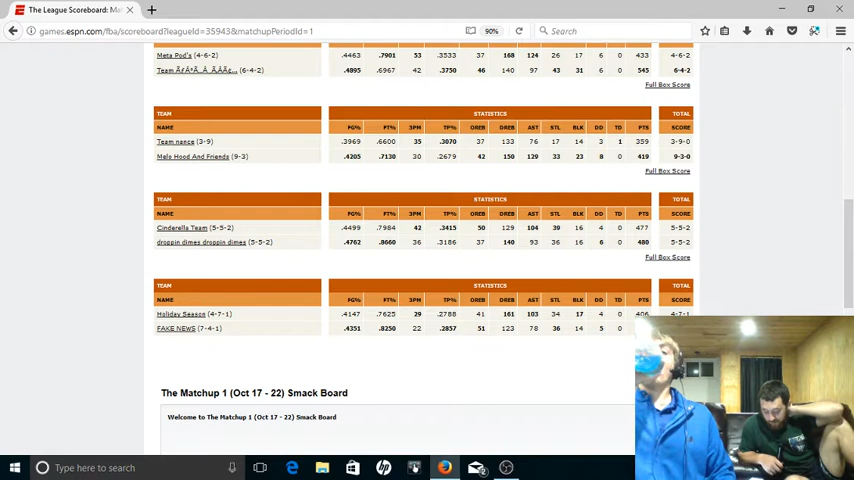 The League Scoreboard: Mat
games.espn.com/fba/scoreboard?leagueId=35943&matchupPeriodId=1
90%
Search
Meta Pod's (4-6-2) .4463 .7901 53 .3533 37 168 124 26 17 6 0 433 4-6-2
.4895 .6967 42 .3750 46 140 97 43 31 6 0 545 6-4-2
Full Box Score
TEAM STATISTICS TOTAL
NAME FG% FT% 3PM TP% OREB DREB AST STL BLK DD TD PTS SCORE
Team nance (3-9) .3969 .6600 35 .3070 37 133 76 17 14 3 1 359 3-9-0
Melo Hood And Friends (9-3) .4205 .7130 30 .2679 42 150 129 33 23 8 0 419 9-3-0
Full Box Score
TEAM STATISTICS TOTAL
NAME FG% FT% 3PM TP% OREB DREB AST STL BLK DD TD PTS SCORE
Cinderella Team (5-5-2) .4499 .7984 42 .3415 50 129 104 39 16 4 0 477 5-5-2
droppin dimes droppin dimes (5-5-2) .4762 .8660 36 .3186 37 140 93 36 16 6 0 480 5-5-2
Full Box Score
TEAM STATISTICS TOTAL
NAME FG% FT% 3PM TP% OREB DREB AST STL BLK DD TD PTS SCORE
Holiday Season (4-7-1) .4147 .7625 29 .2788 41 161 103 34 17 4 0 406 4-7-1
FAKE NEWS (7-4-1) .4351 .8250 22 .2857 51 123 78 36 14 5 0
The Matchup 1 (Oct 17 - 22) Smack Board
Welcome to The Matchup 1 (Oct 17 - 22) Smack Board
Type here to search